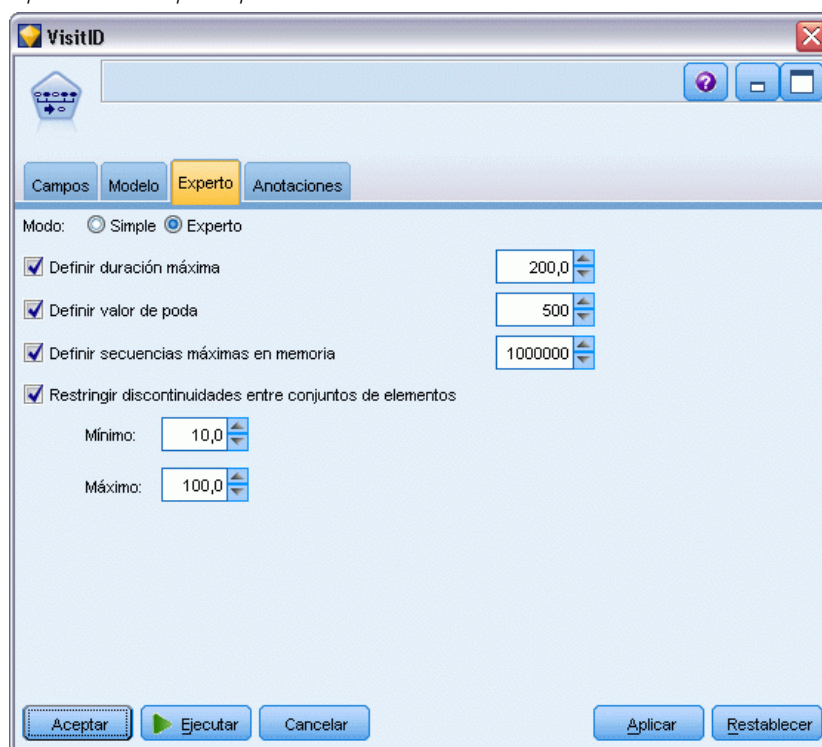 VisitID
Campos Modelo Experto Anotaciones
Modo: Simple Experto
Definir duración máxima 200,0
Definir valor de poda 500
Definir secuencias máximas en memoria 1000000
Restringir discontinuidades entre conjuntos de elementos
Mínimo: 10,0
Máximo: 100,0
Aceptar Ejecutar Cancelar Aplicar Restablecer